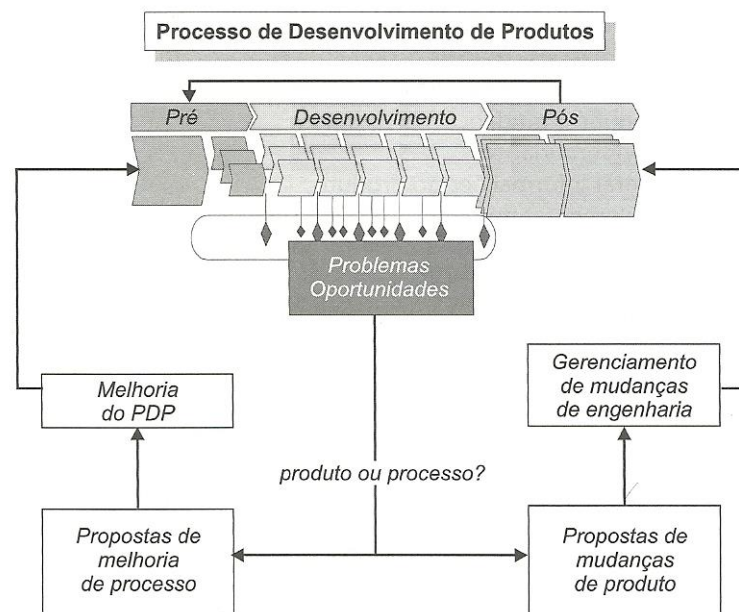 Processo de Desenvolvimento de Produtos
Pré
Desenvolvimento
Pós
Problemas
Oportunidades
Melhoria
do PDP
Gerenciamento
de mudanças
de engenharia
produto ou processo?
Propostas de
melhoria
de processo
Propostas de
mudanças
de produto